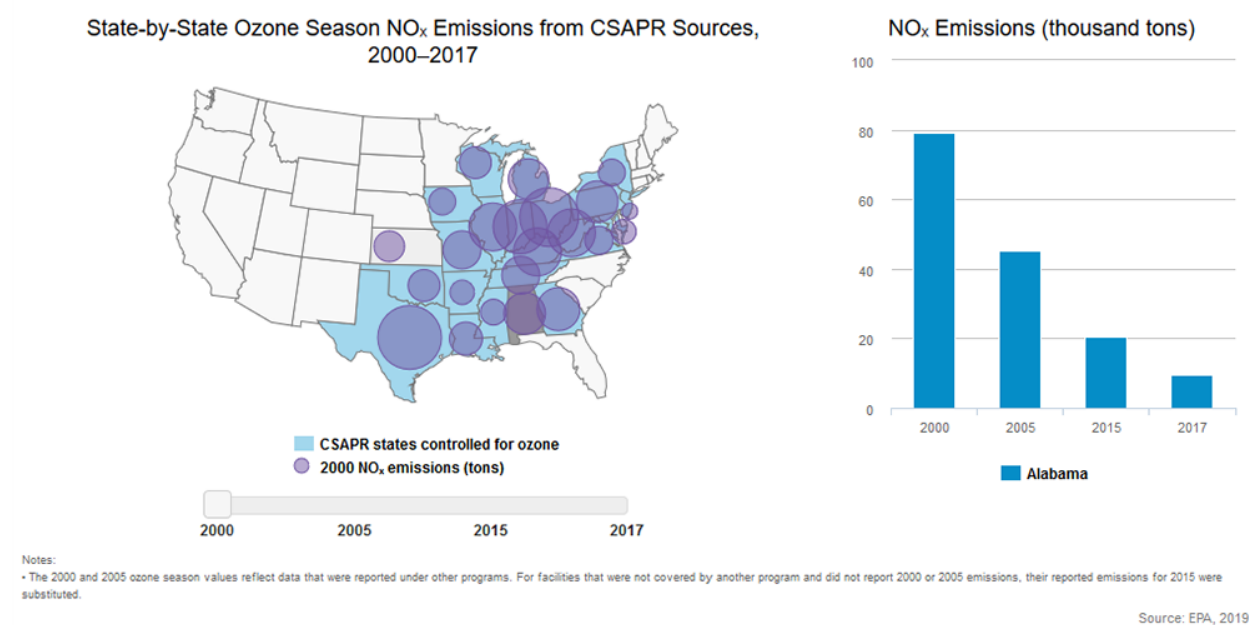 State-by-State Ozone Season NOₓ Emissions from CSAPR Sources,
2000–2017
CSAPR states controlled for ozone
2000 NOₓ emissions (tons)
2000 2005 2015 2017
NOₓ Emissions (thousand tons)
100
80
60
40
20
0
2000 2005 2015 2017
Alabama
Notes:
• The 2000 and 2005 ozone season values reflect data that were reported under other programs. For facilities that were not covered by another program and did not report 2000 or 2005 emissions, their reported emissions for 2015 were
substituted.
Source: EPA, 2019